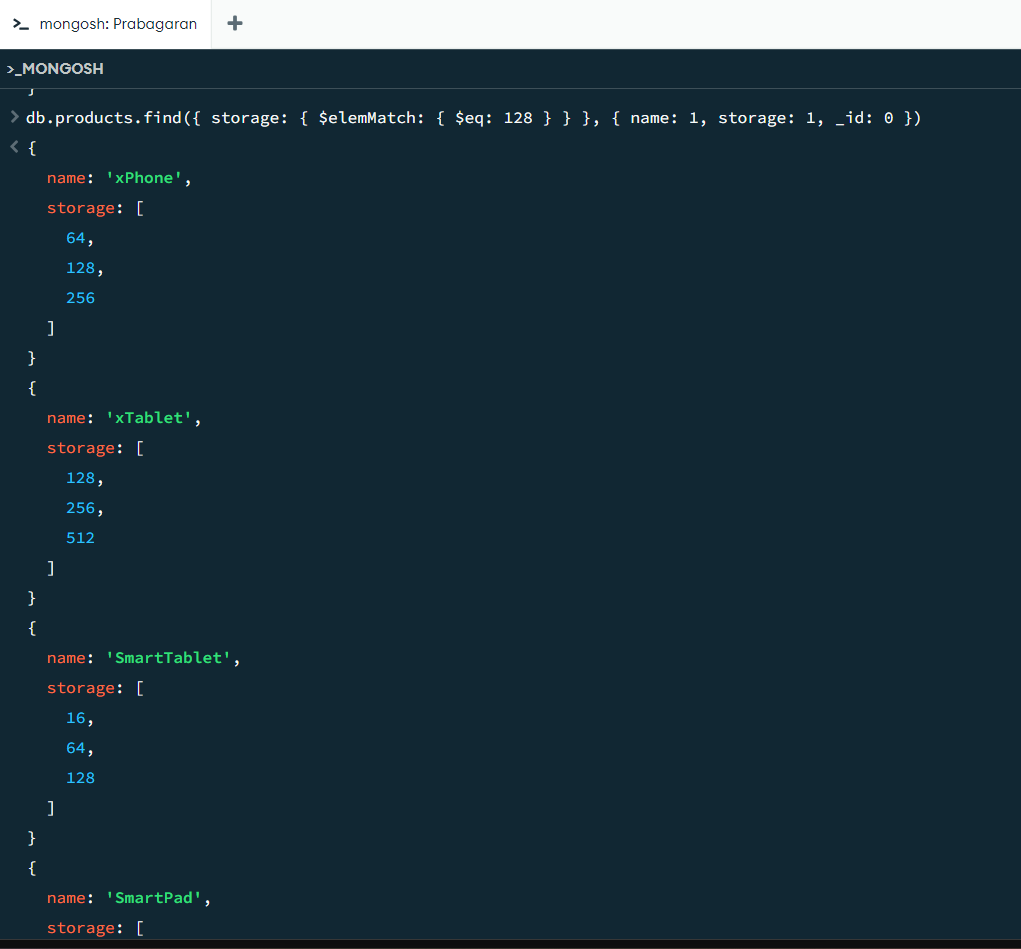 >_ mongosh: Prabagaran +
>_MONGOSH
}
> db.products.find({ storage: { $elemMatch: { $eq: 128 } } }, { name: 1, storage: 1, _id: 0 })
< {
name: 'xPhone',
storage: [
64,
128,
256
]
}
{
name: 'xTablet',
storage: [
128,
256,
512
]
}
{
name: 'SmartTablet',
storage: [
16,
64,
128
]
}
{
name: 'SmartPad',
storage: [